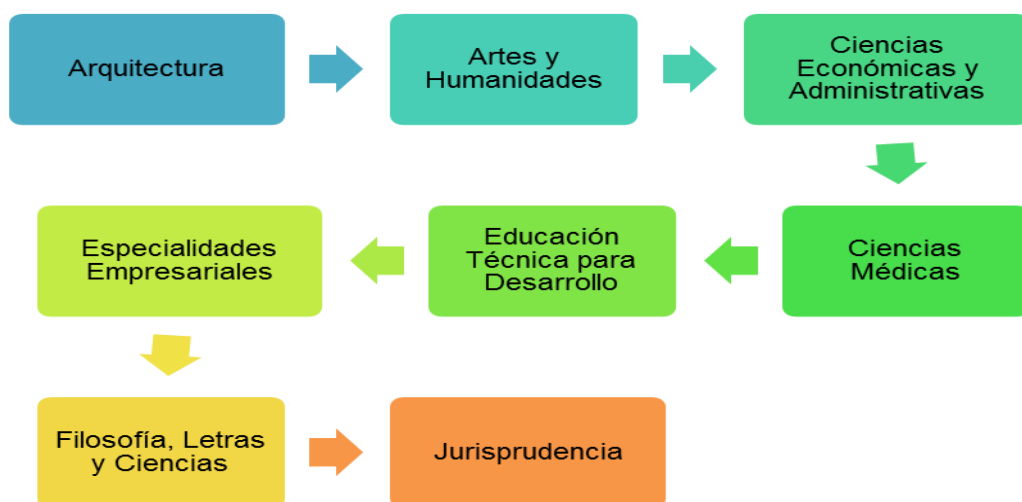 Arquitectura
Artes y
Humanidades
Ciencias
Económicas y
Administrativas
Ciencias
Médicas
Educación
Técnica para
Desarrollo
Especialidades
Empresariales
Filosofía, Letras
y Ciencias
Jurisprudencia